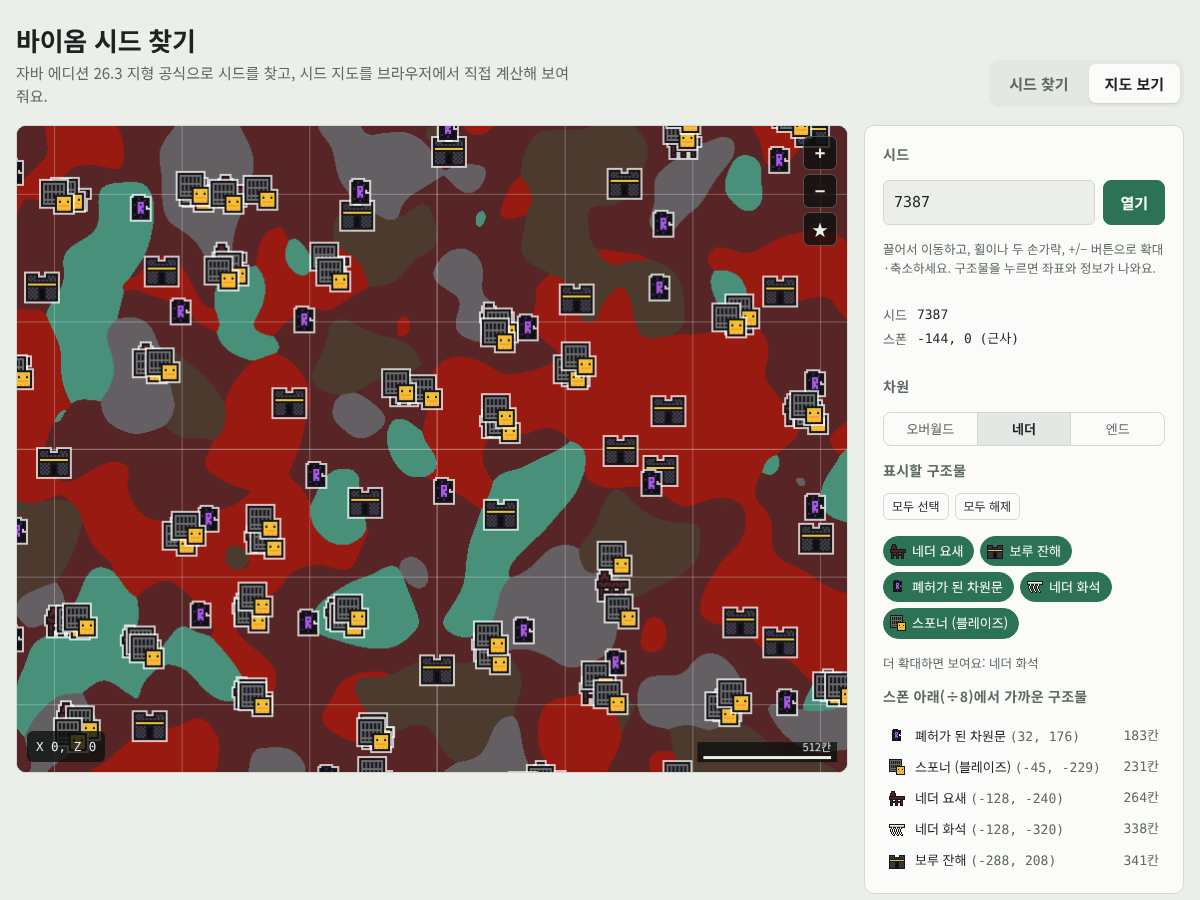 바이옴 시드 찾기
자바 에디션 26.3 지형 공식으로 시드를 찾고, 시드 지도를 브라우저에서 직접 계산해 보여
줘요.
시드 찾기
지도 보기
+
−
★
X 0, Z 0
512칸
시드
7387
열기
끌어서 이동하고, 휠이나 두 손가락, +/− 버튼으로 확대
·축소하세요. 구조물을 누르면 좌표와 정보가 나와요.
시드 7387
스폰 -144, 0 (근사)
차원
오버월드
네더
엔드
표시할 구조물
모두 선택
모두 해제
네더 요새
보루 잔해
폐허가 된 차원문
네더 화석
스포너 (블레이즈)
더 확대하면 보여요: 네더 화석
스폰 아래(÷8)에서 가까운 구조물
폐허가 된 차원문 (32, 176) 183칸
스포너 (블레이즈) (-45, -229) 231칸
네더 요새 (-128, -240) 264칸
네더 화석 (-128, -320) 338칸
보루 잔해 (-288, 208) 341칸